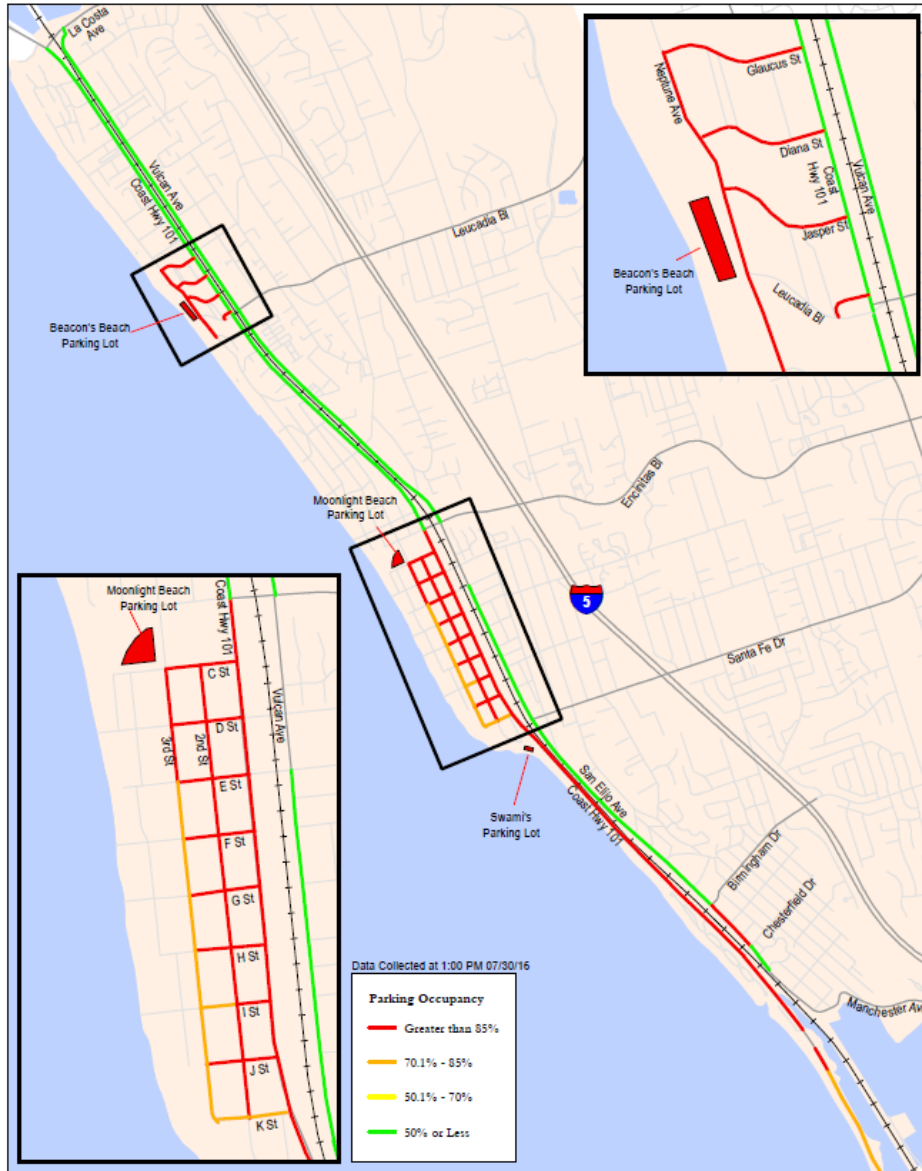 La Costa
Ave
Vulcan Ave
Coast Hwy 101
Leucadia Bl
Beacon's Beach
Parking Lot
Glaucus St
Neptune Ave
Diana St
Coast
Hwy 101
Vulcan Ave
Jasper St
Beacon's Beach
Parking Lot
Leucadia Bl
Encinitas Bl
Moonlight Beach
Parking Lot
5
Santa Fe Dr
San Elijo Ave
Coast Hwy 101
Swami's
Parking Lot
Birmingham Dr
Chesterfield Dr
Manchester Ave
Moonlight Beach
Parking Lot
Coast Hwy 101
C St
Vulcan Ave
D St
3rd St
2nd St
E St
F St
G St
H St
I St
J St
K St
Data Collected at 1:00 PM 07/30/16
Parking Occupancy
Greater than 85%
70.1% - 85%
50.1% - 70%
50% or Less